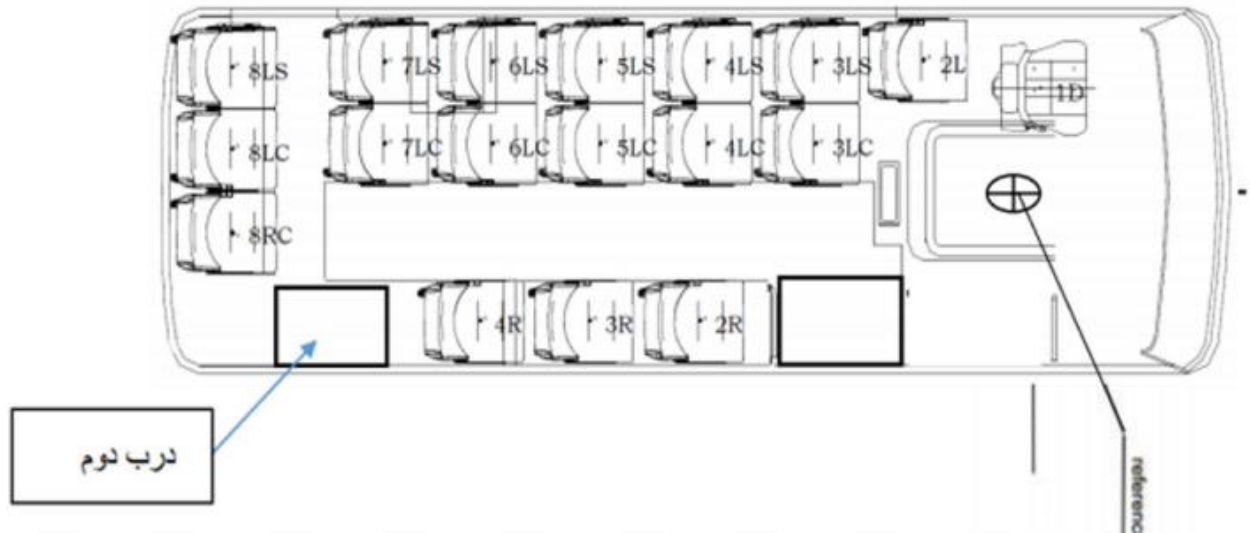 8LS 7LS 6LS 5LS 4LS 3LS 2L 1D
8LC 7LC 6LC 5LC 4LC 3LC
8RC
4R 3R 2R
درب دوم